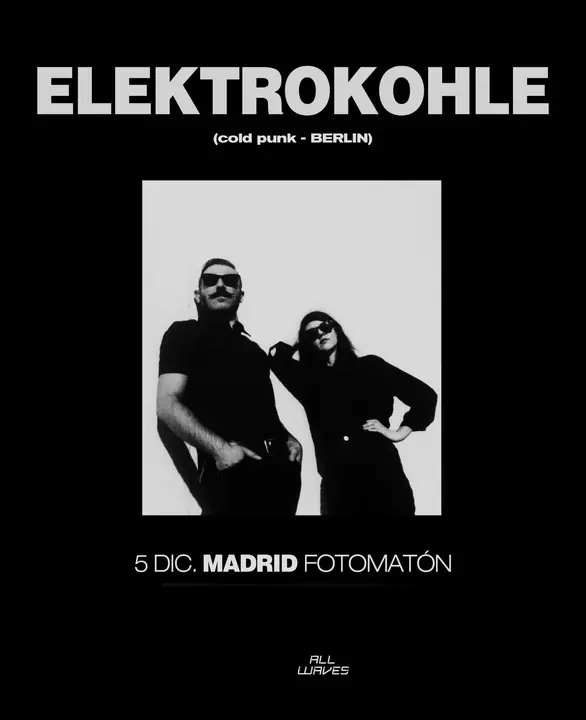 ELEKTROKOHLE
(cold punk - BERLIN)
5 DIC. MADRID FOTOMATÓN
ALL
WAVES